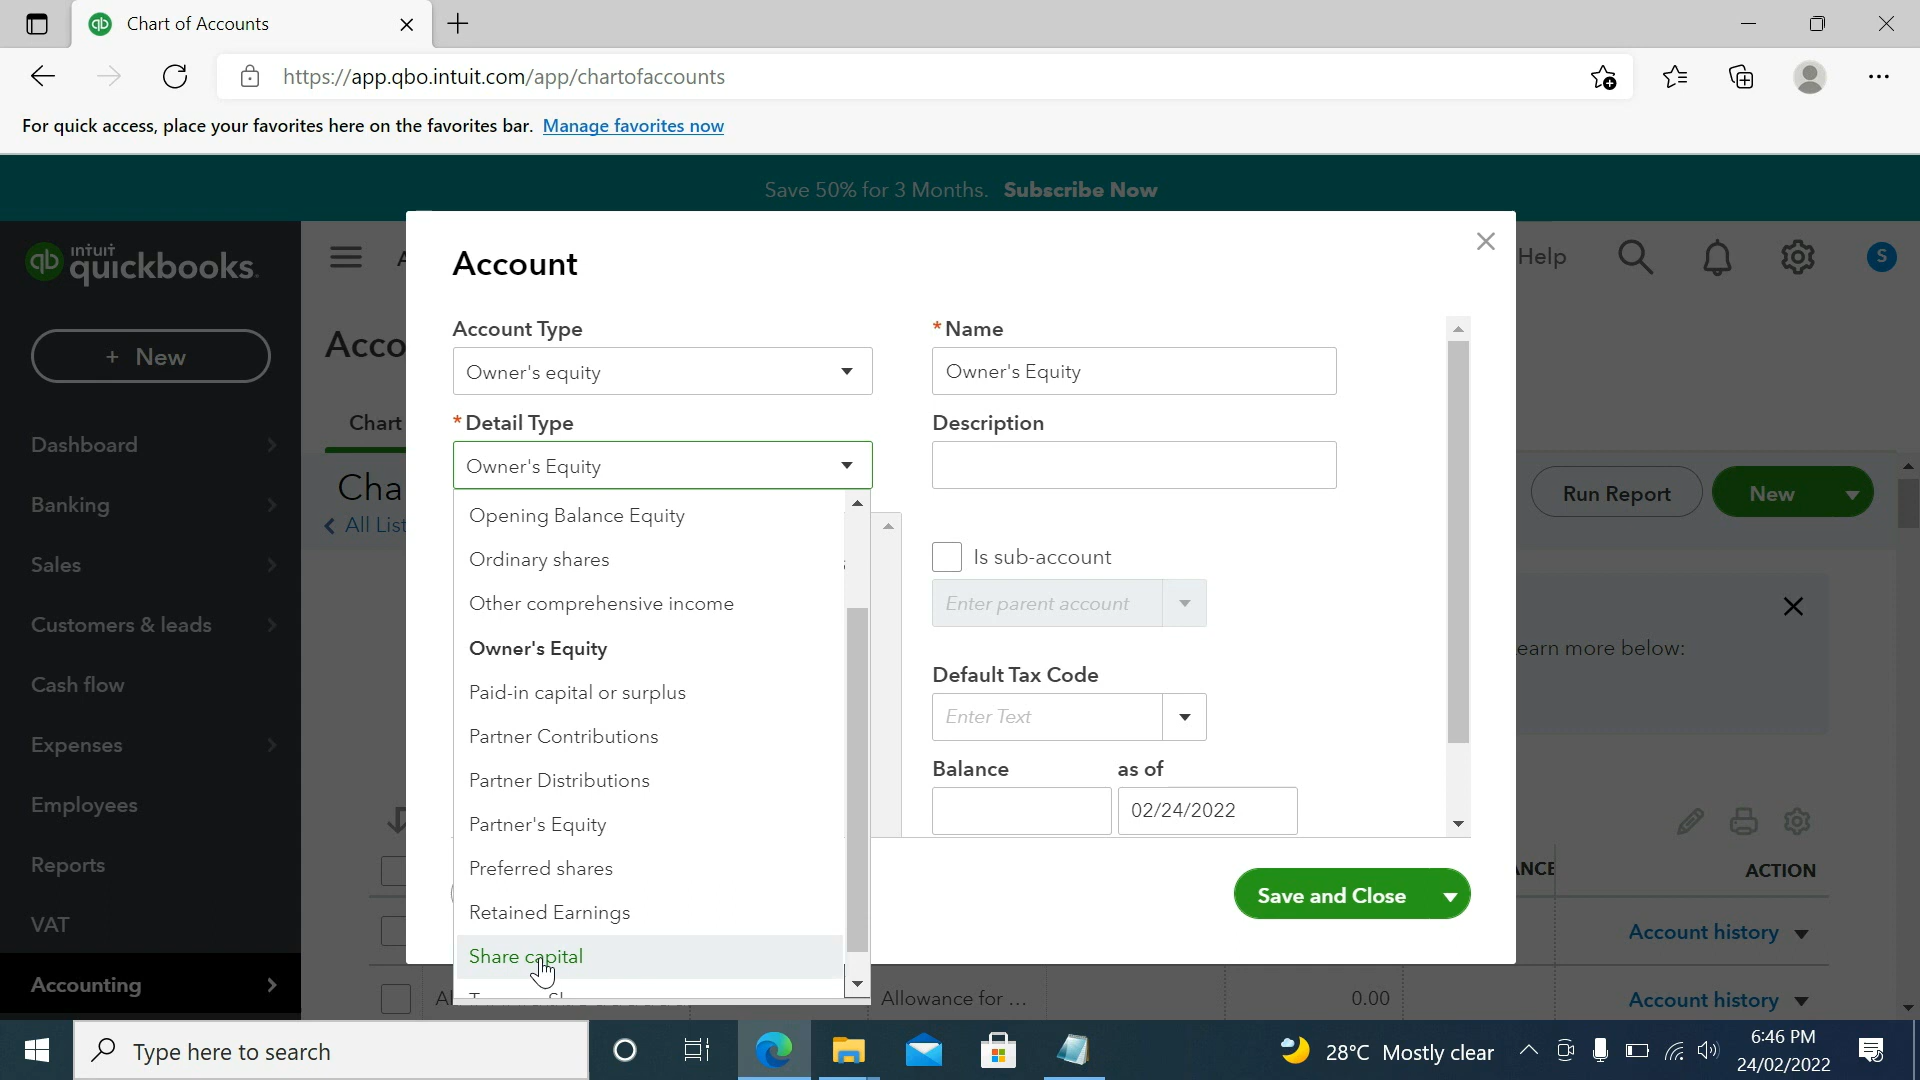 Chart of Accounts
https://app.qbo.intuit.com/app/chartofaccounts
For quick access, place your favorites here on the favorites bar. Manage favorites now
Save 50% for 3 Months. Subscribe Now
intuit
quickbooks.
Help
S
Account
+ New
Acco
Account Type
* Name
Owner's equity
Owner's Equity
Chart
* Detail Type
Description
Owner's Equity
Cha
All List
Run Report
New
Dashboard
Banking
Sales
Customers & leads
Cash flow
Expenses
Employees
Reports
VAT
Accounting
Opening Balance Equity
Ordinary shares
Other comprehensive income
Owner's Equity
Paid-in capital or surplus
Partner Contributions
Partner Distributions
Partner's Equity
Preferred shares
Retained Earnings
Share capital
Is sub-account
Enter parent account
Default Tax Code
Enter Text
Balance as of
02/24/2022
Save and Close
earn more below:
ANCE
ACTION
Account history
Allowance for ...
0.00
Account history
Type here to search
28°C Mostly clear
6:46 PM
24/02/2022